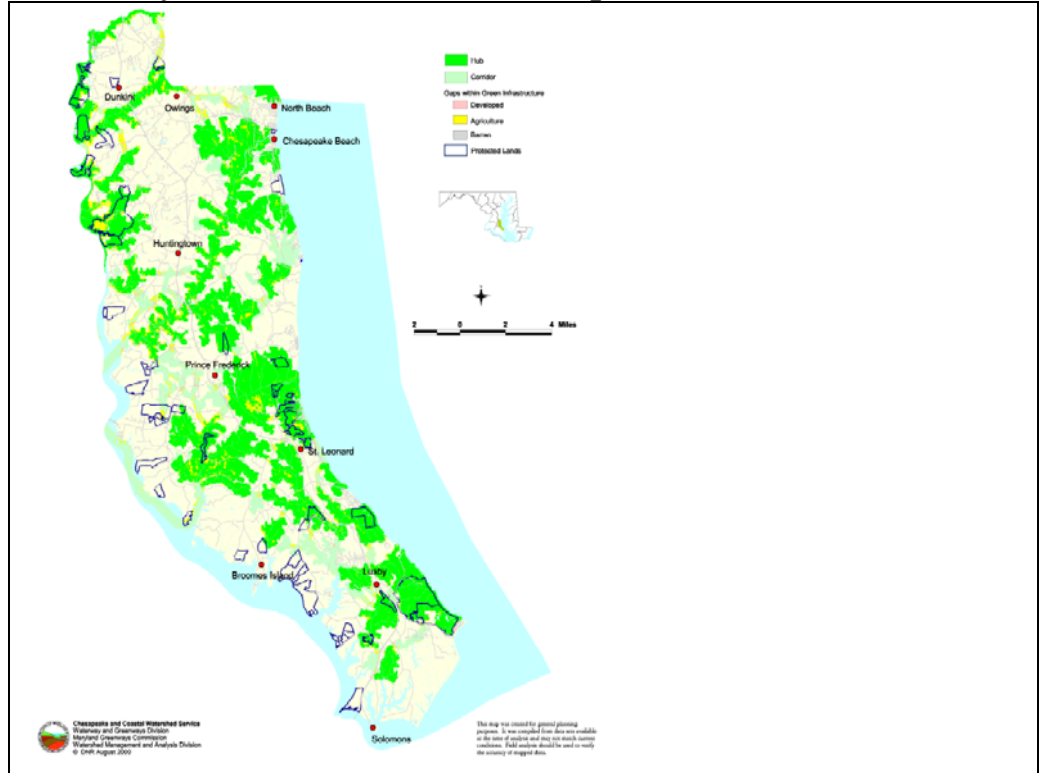 Hub
Corridor
Gaps within Green Infrastructure
Developed
Agriculture
Barren
Protected Lands
Dunkirk
Owings
North Beach
Chesapeake Beach
Huntingtown
2 0 2 4 Miles
Prince Frederick
St. Leonard
Broomes Island
Lusby
Solomons
Chesapeake and Coastal Watershed Service
Waterway and Greenways Division
Maryland Greenways Commission
Watershed Management and Analysis Division
© DNR August 2000
This map was created for general planning
purposes. It was compiled from data was available
at the time of analysis and may not match current
conditions. Field analysis should be used to verify
the accuracy of mapped data.